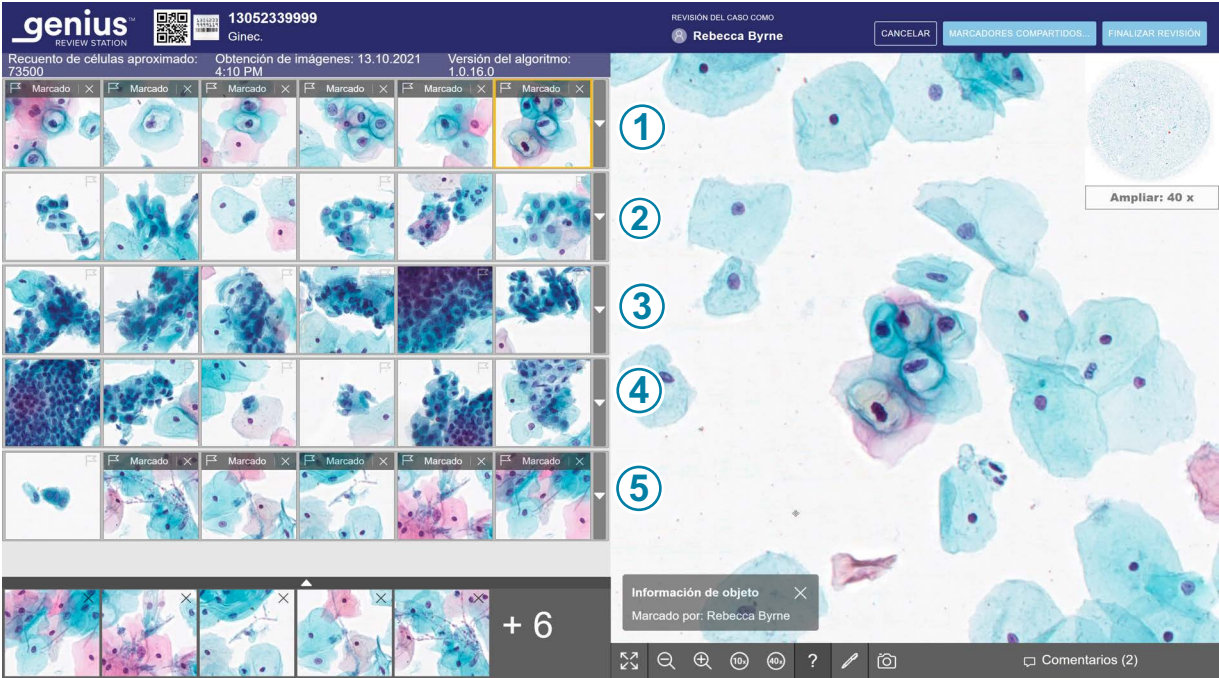 genius™
REVIEW STATION
13052339999
Ginec.
REVISIÓN DEL CASO COMO
Rebecca Byrne
CANCELAR
MARCADORES COMPARTIDOS...
FINALIZAR REVISIÓN
Recuento de células aproximado:
73500
Obtención de imágenes: 13.10.2021
4:10 PM
Versión del algoritmo:
1.0.16.0
Marcado
Marcado
Marcado
Marcado
Marcado
Marcado
1
2
3
4
Marcado
Marcado
Marcado
Marcado
Marcado
5
+ 6
Ampliar: 40 x
Información de objeto
Marcado por: Rebecca Byrne
10x
40x
?
Comentarios (2)